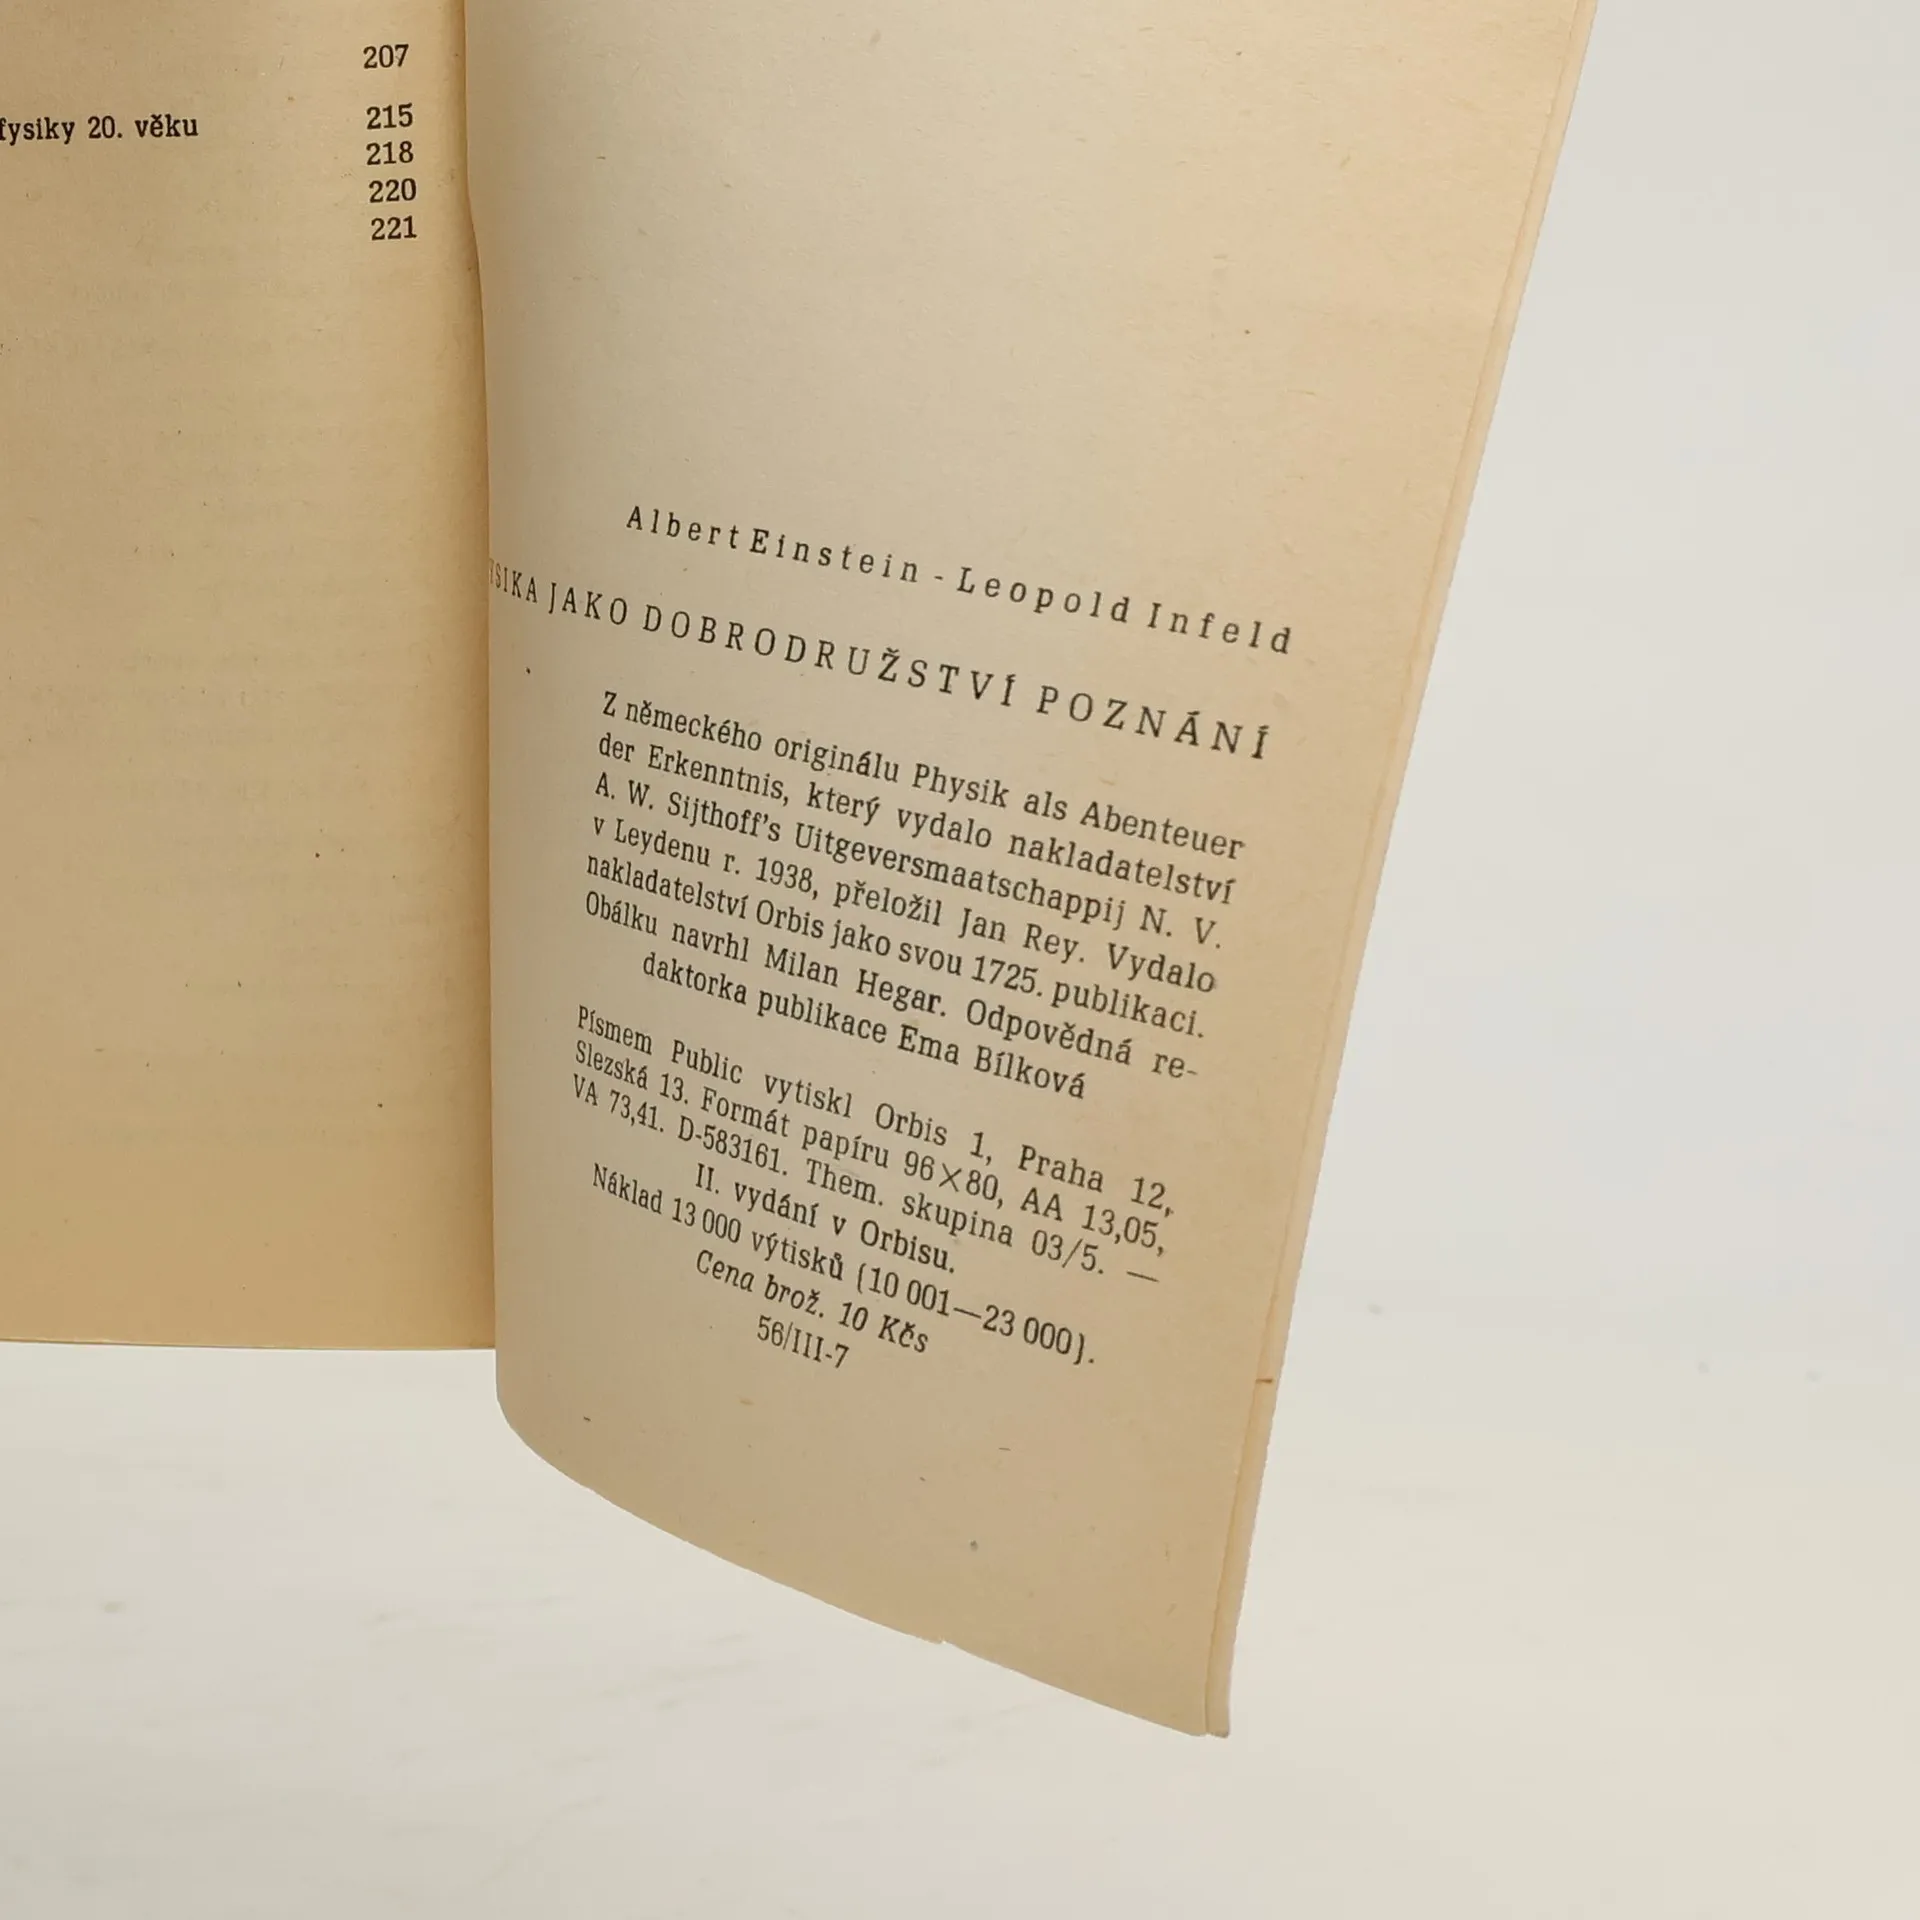 207
fysiky 20. věku 215
218
220
221
Albert Einstein - Leopold Infeld
YSIKA JAKO DOBRODRUŽSTVÍ POZNÁNÍ
Z německého originálu Physik als Abenteuer
der Erkenntnis, který vydalo nakladatelství
A. W. Sijthoff's Uitgeversmaatschappij N. V.
v Leydenu r. 1938, přeložil Jan Rey. Vydalo
nakladatelství Orbis jako svou 1725. publikaci.
Obálku navrhl Milan Hegar. Odpovědná re-
daktorka publikace Ema Bílková
Písmem Public vytiskl Orbis 1, Praha 12,
Slezská 13. Formát papíru 96×80, AA 13,05,
VA 73,41. D-583161. Them. skupina 03/5. —
II. vydání v Orbisu.
Náklad 13 000 výtisků (10 001—23 000).
Cena brož. 10 Kčs
56/III-7